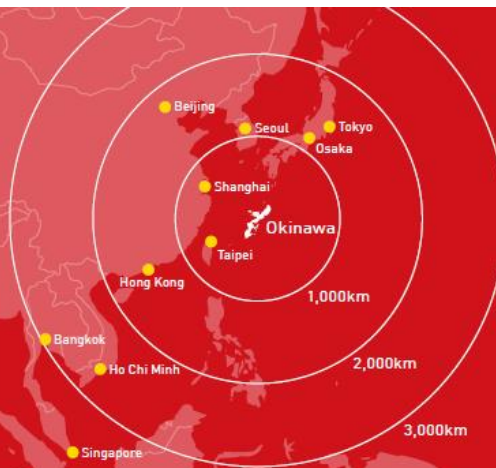 Beijing
Seoul
Tokyo
Osaka
Shanghai
Okinawa
Taipei
Hong Kong
1,000km
Bangkok
2,000km
Ho Chi Minh
3,000km
Singapore